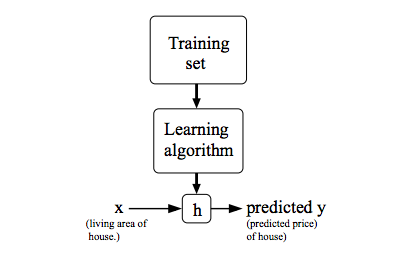 Training
set
Learning
algorithm
x
h
predicted y
(living area of
house.)
(predicted price)
of house)